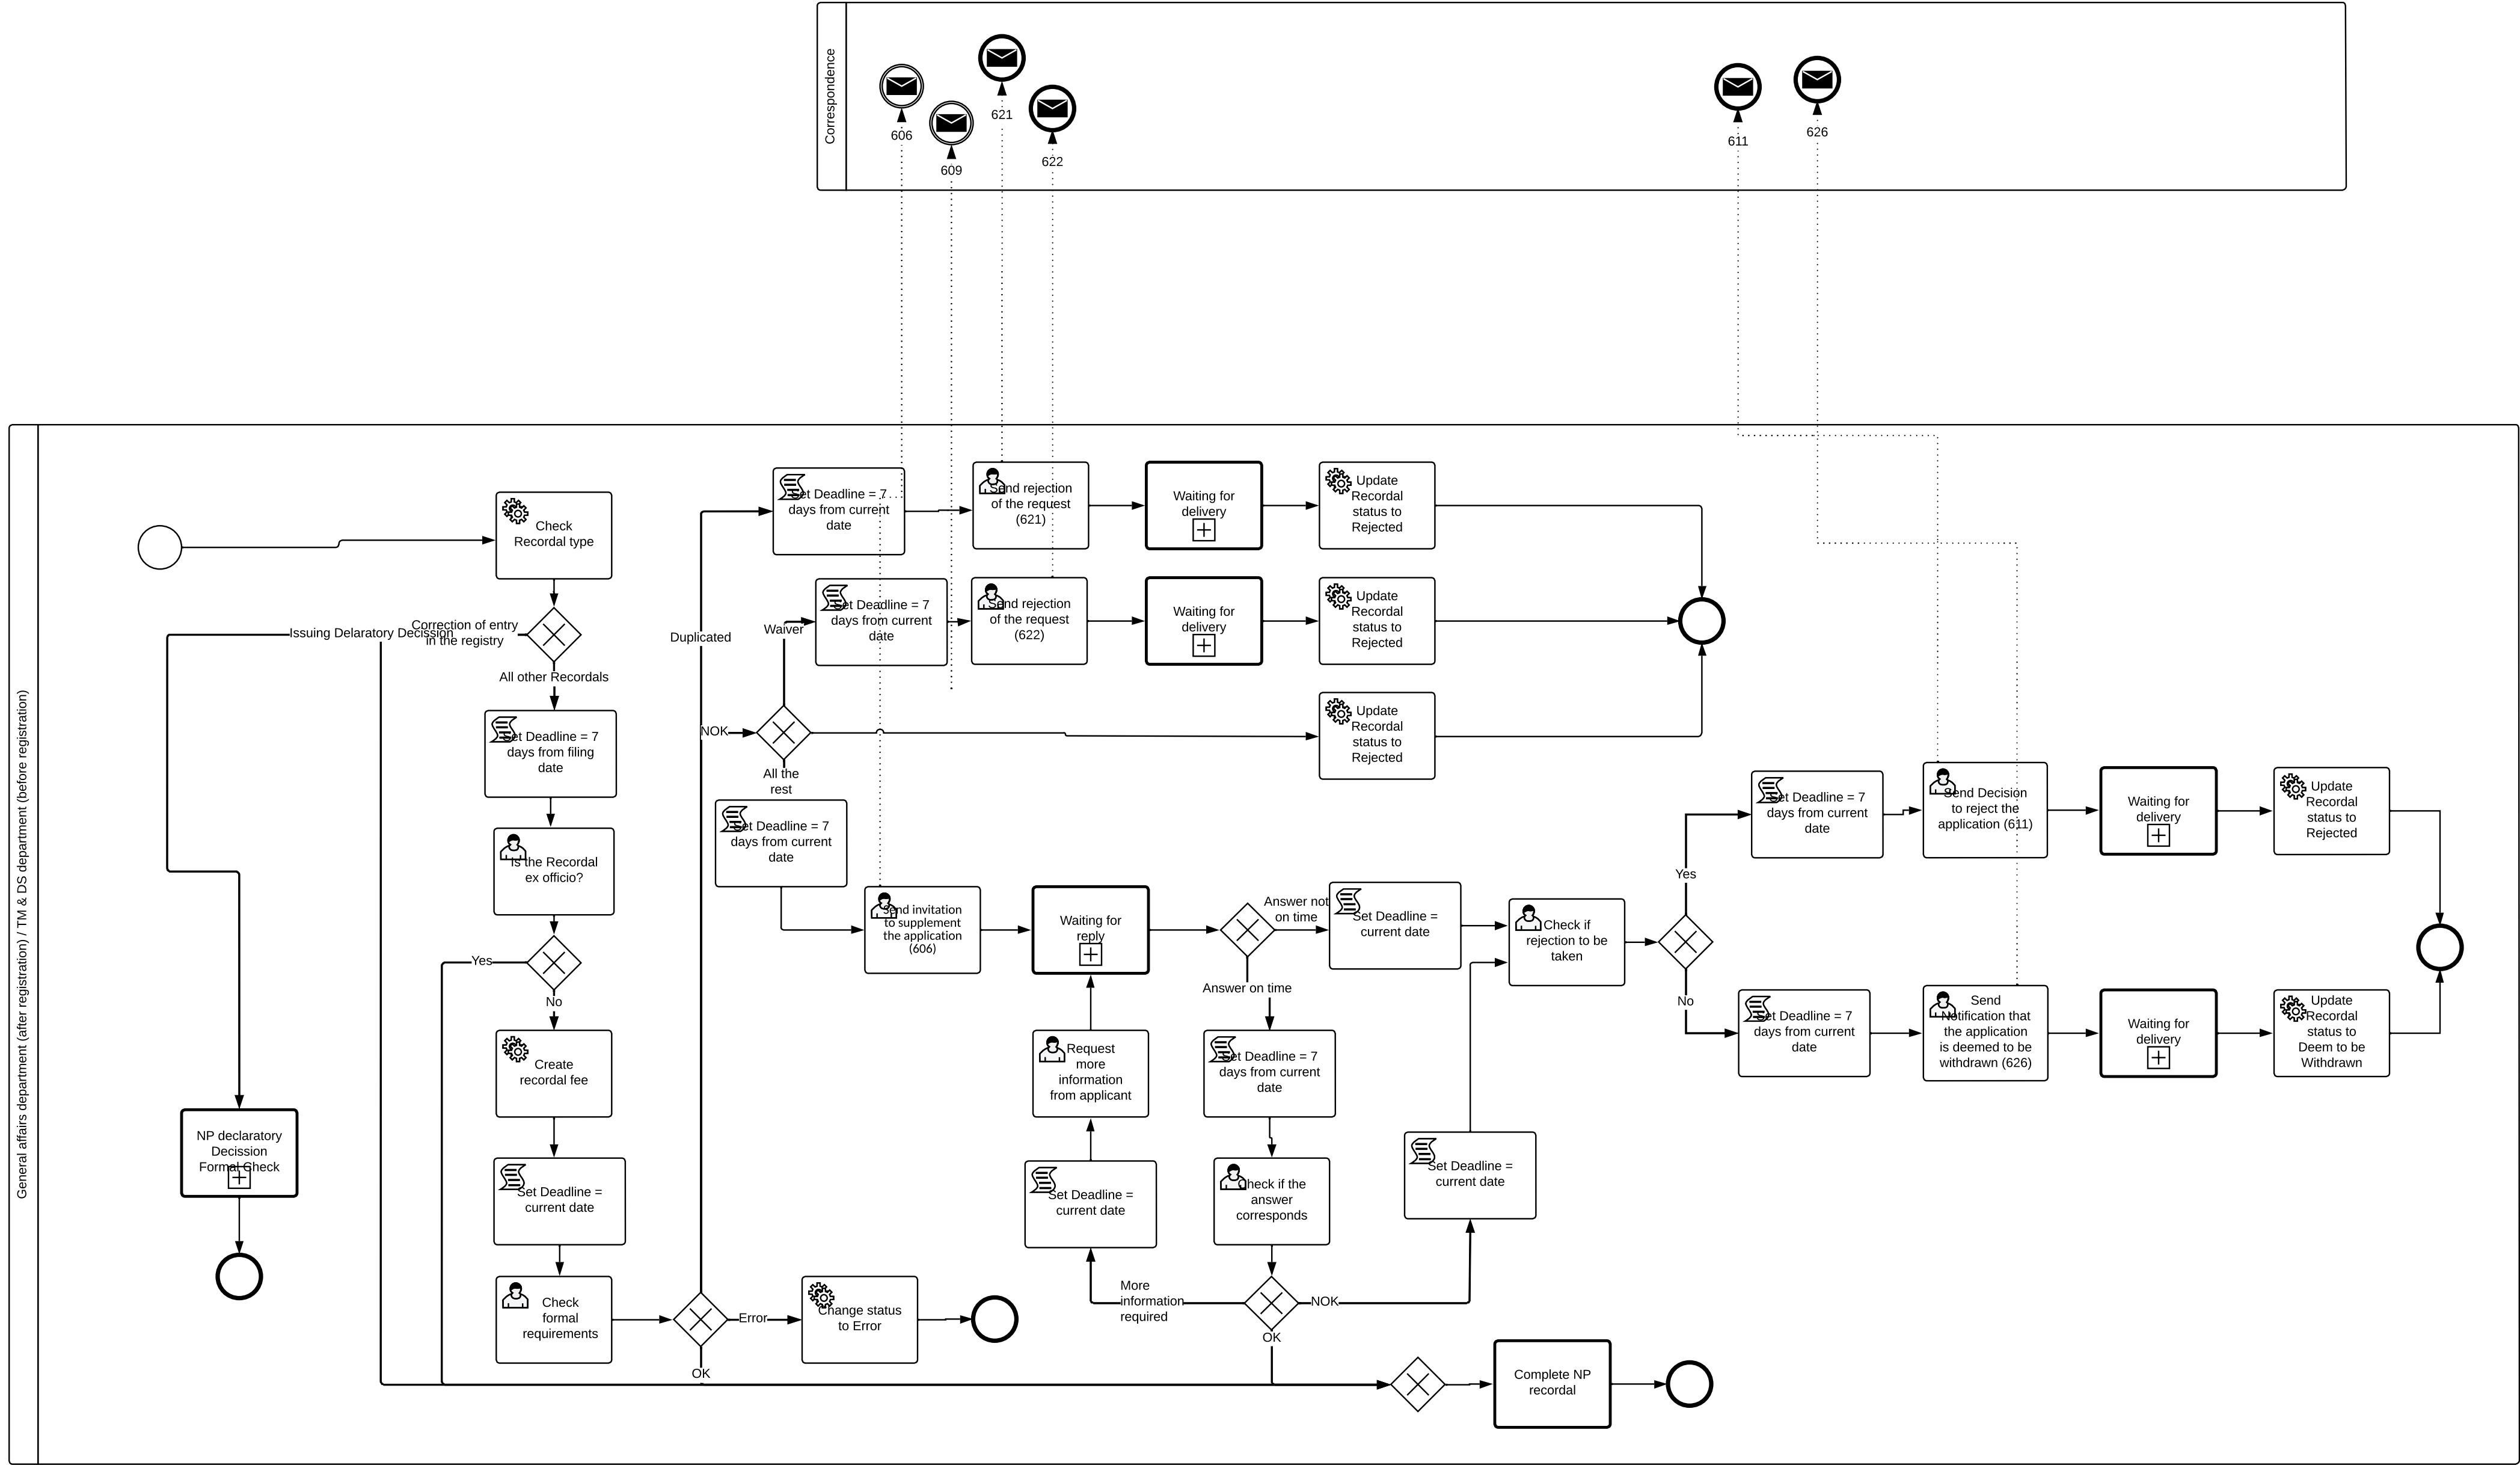 Correspondence
606
609
621
622
611
626
General affairs department (after registration) / TM & DS department (before registration)
Check
Recordal type
Issuing Delaratory Decission
Correction of entry
in the registry
All other Recordals
Set Deadline = 7
days from filing
date
Is the Recordal
ex officio?
Yes
No
Create
recordal fee
Set Deadline =
current date
Check
formal
requirements
NP declaratory
Decission
Formal Check
Duplicated
NOK
Error
OK
Change status
to Error
Waiver
All the
rest
Set Deadline = 7
days from current
date
Send rejection
of the request
(621)
Waiting for
delivery
Update
Recordal
status to
Rejected
Set Deadline = 7
days from current
date
Send rejection
of the request
(622)
Waiting for
delivery
Update
Recordal
status to
Rejected
Update
Recordal
status to
Rejected
Set Deadline = 7
days from current
date
Send invitation
to supplement
the application
(606)
Waiting for
reply
Answer not
on time
Answer on time
Set Deadline =
current date
Check if
rejection to be
taken
Request
more
information
from applicant
Set Deadline =
current date
Set Deadline = 7
days from current
date
Check if the
answer
corresponds
More
information
required
NOK
OK
Set Deadline =
current date
Complete NP
recordal
Yes
No
Set Deadline = 7
days from current
date
Send Decision
to reject the
application (611)
Waiting for
delivery
Update
Recordal
status to
Rejected
Set Deadline = 7
days from current
date
Send
Notification that
the application
is deemed to be
withdrawn (626)
Waiting for
delivery
Update
Recordal
status to
Deem to be
Withdrawn